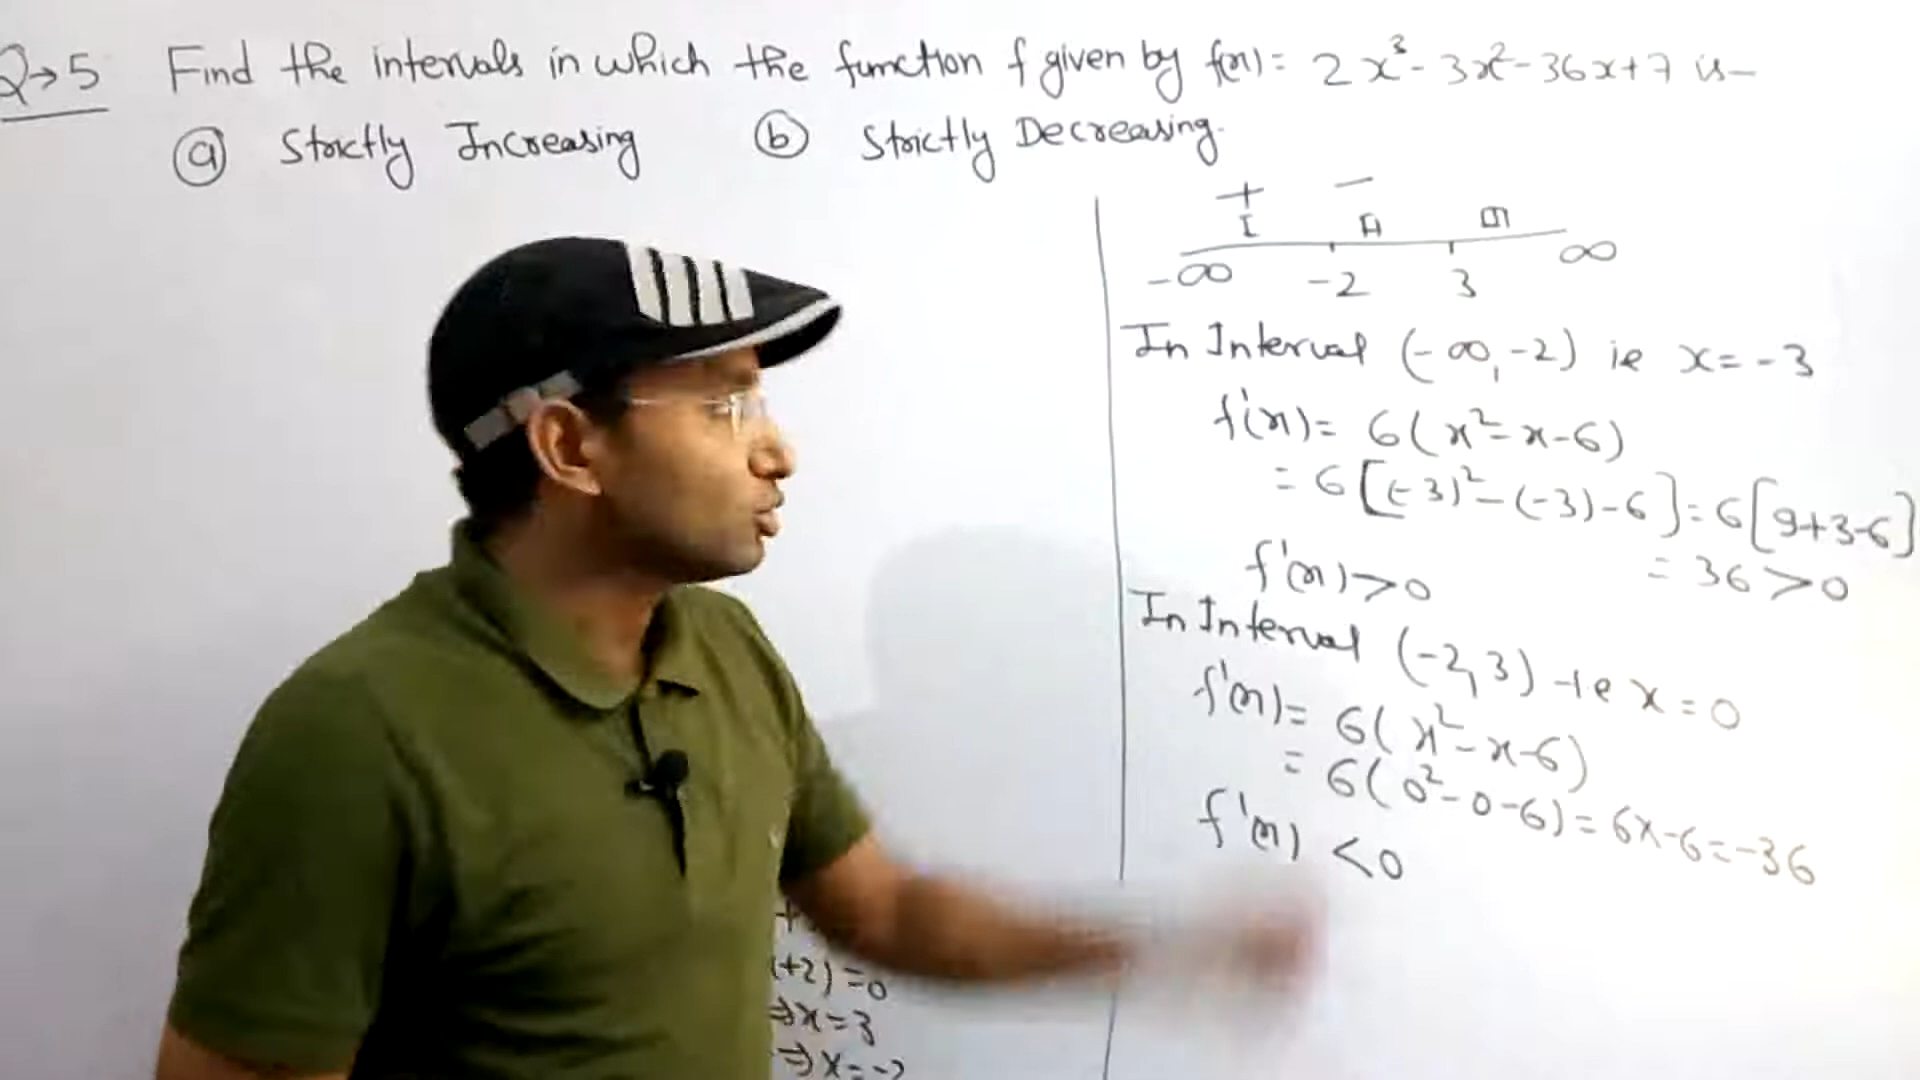 Q→5 Find the intervals in which the function f given by f(x) = 2x³ - 3x² - 36x + 7 is—
(a) Strictly Increasing (b) Strictly Decreasing.
+ —
I II III
-∞ -2 3 ∞
In Interval (-∞, -2) ie x = -3
f'(x) = 6(x² - x - 6)
= 6[(-3)² - (-3) - 6] = 6[9+3-6]
= 36 > 0
f'(x) > 0
In Interval (-2, 3) ie x = 0
f'(x) = 6(x² - x - 6)
= 6(0² - 0 - 6) = 6x-6 = -36
f'(x) < 0
+2) = 0
⇒ x = 3
⇒ x = -2